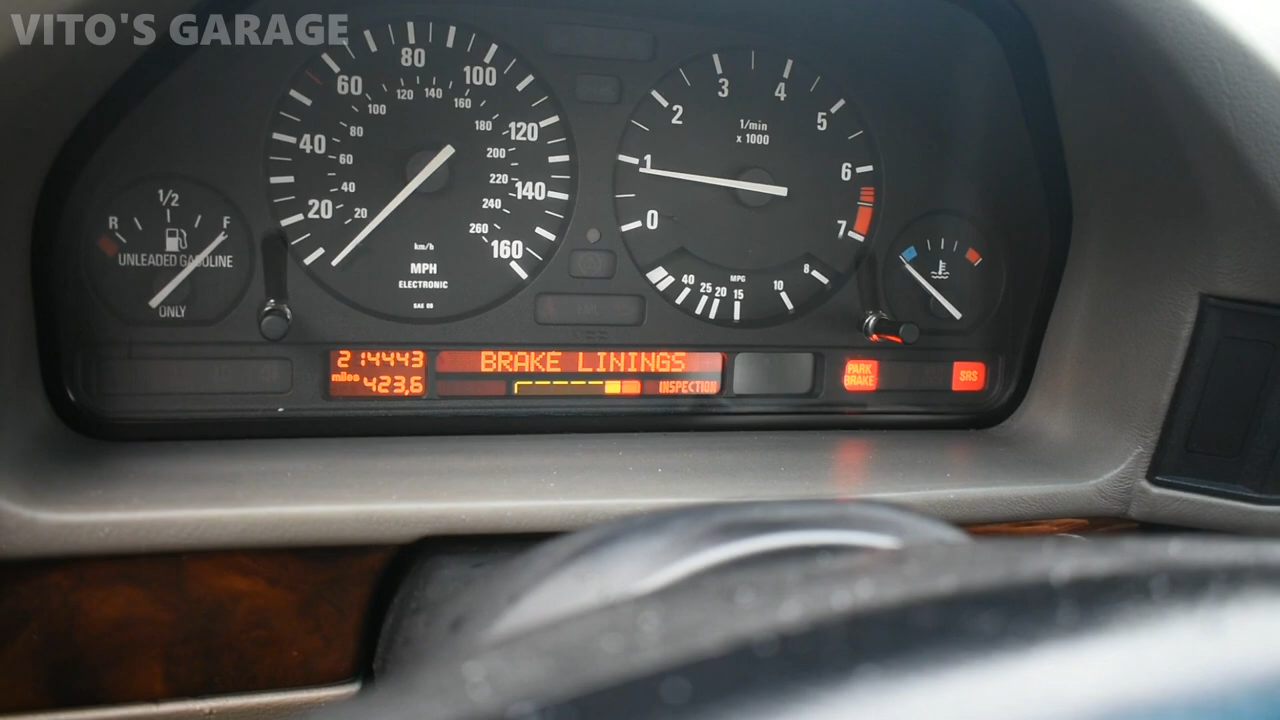 VITO'S GARAGE
R 1/2 F
UNLEADED GASOLINE
ONLY
20 40 60 80 100 120 140 160
20 40 60 80 100 120 140 160 180 200 220 240 260
km/h
MPH
ELECTRONIC
SAE 98
0 1 2 3 4 5 6 7
1/min
x 1000
MPG
40 25 20 15 10 8
214443
miles 423,6
BRAKE LININGS
INSPECTION
PARK
BRAKE
SRS